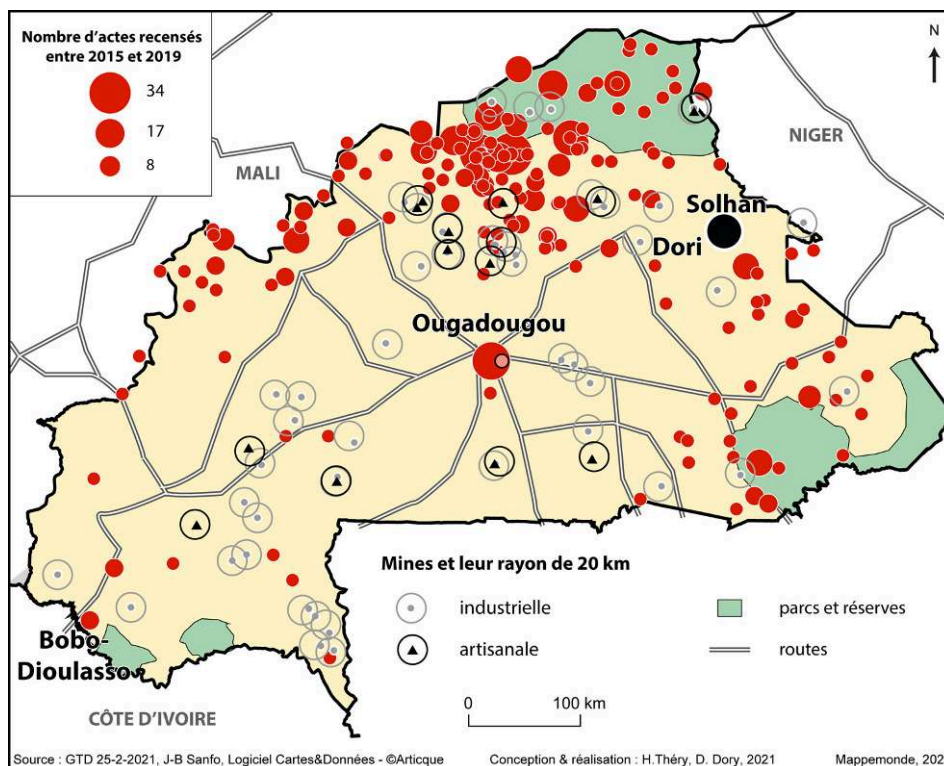 Nombre d'actes recensés
entre 2015 et 2019
34
17
8
N
MALI
NIGER
Solhan
Dori
Ougadougou
Mines et leur rayon de 20 km
industrielle
parcs et réserves
artisanale
routes
Bobo-
Dioulasso
0
100 km
CÔTE D'IVOIRE
Source : GTD 25-2-2021, J-B Sanfo, Logiciel Cartes&Données - ©Articque
Conception & réalisation : H.Théry, D. Dory, 2021
Mappemonde, 202